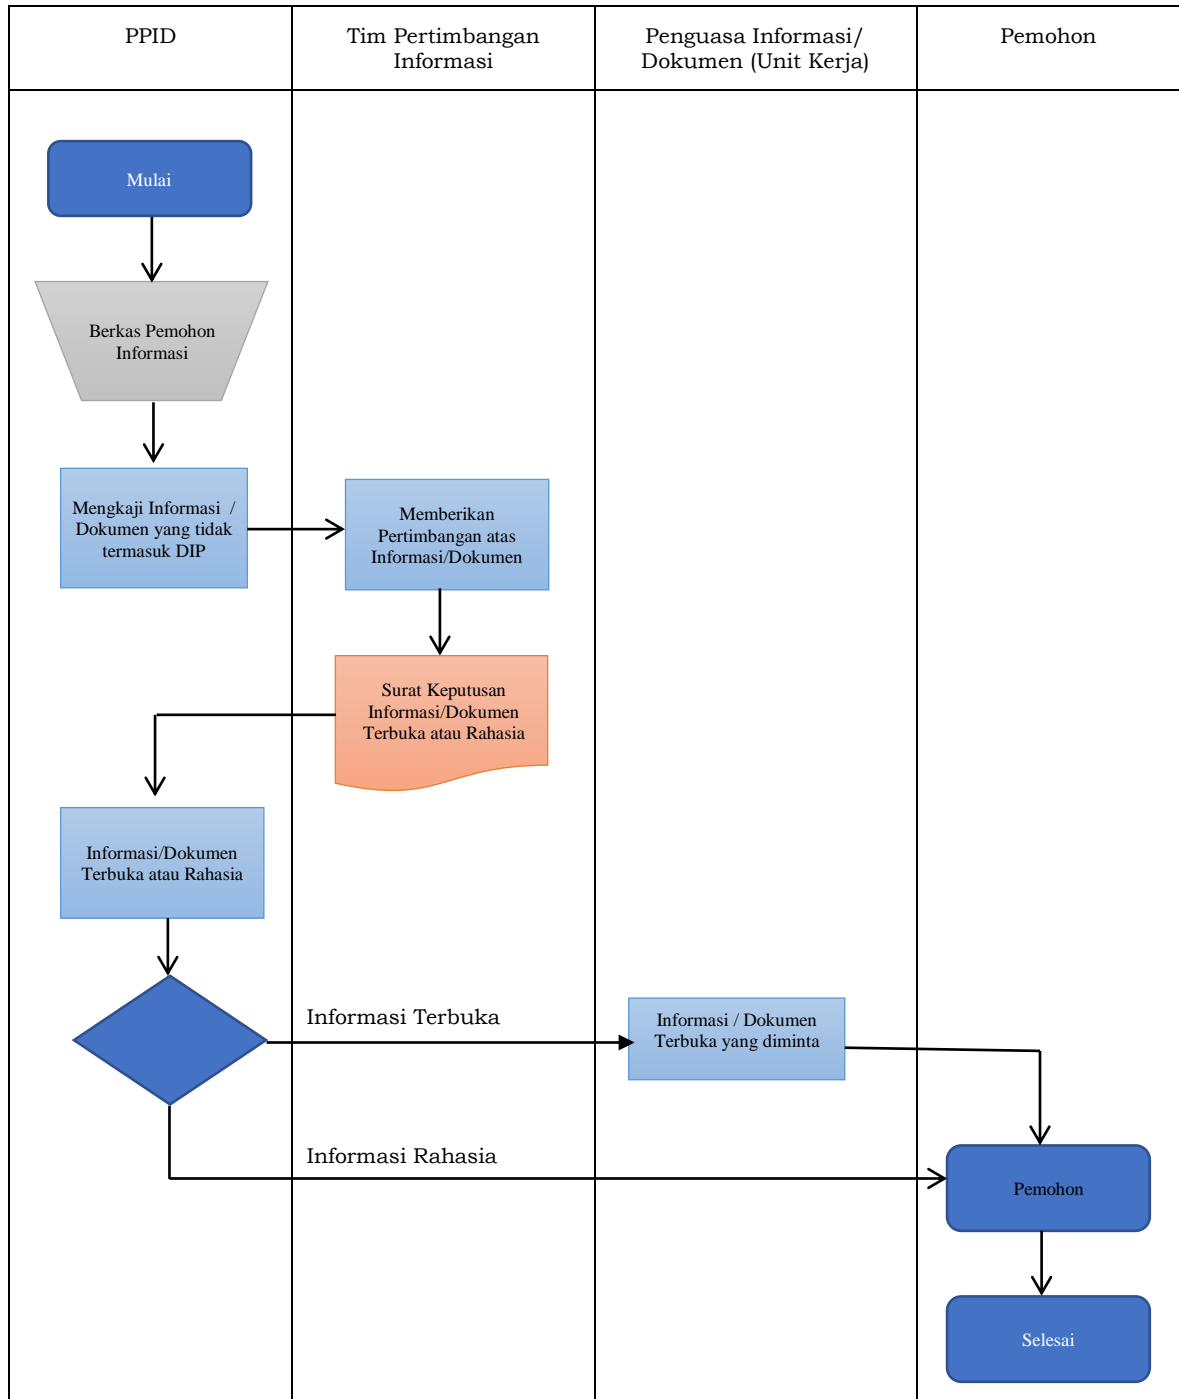 PPID
Tim Pertimbangan
Informasi
Penguasa Informasi/
Dokumen (Unit Kerja)
Pemohon
Mulai
Berkas Pemohon
Informasi
Mengkaji Informasi /
Dokumen yang tidak
termasuk DIP
Memberikan
Pertimbangan atas
Informasi/Dokumen
Surat Keputusan
Informasi/Dokumen
Terbuka atau Rahasia
Informasi/Dokumen
Terbuka atau Rahasia
Informasi Terbuka
Informasi / Dokumen
Terbuka yang diminta
Informasi Rahasia
Pemohon
Selesai